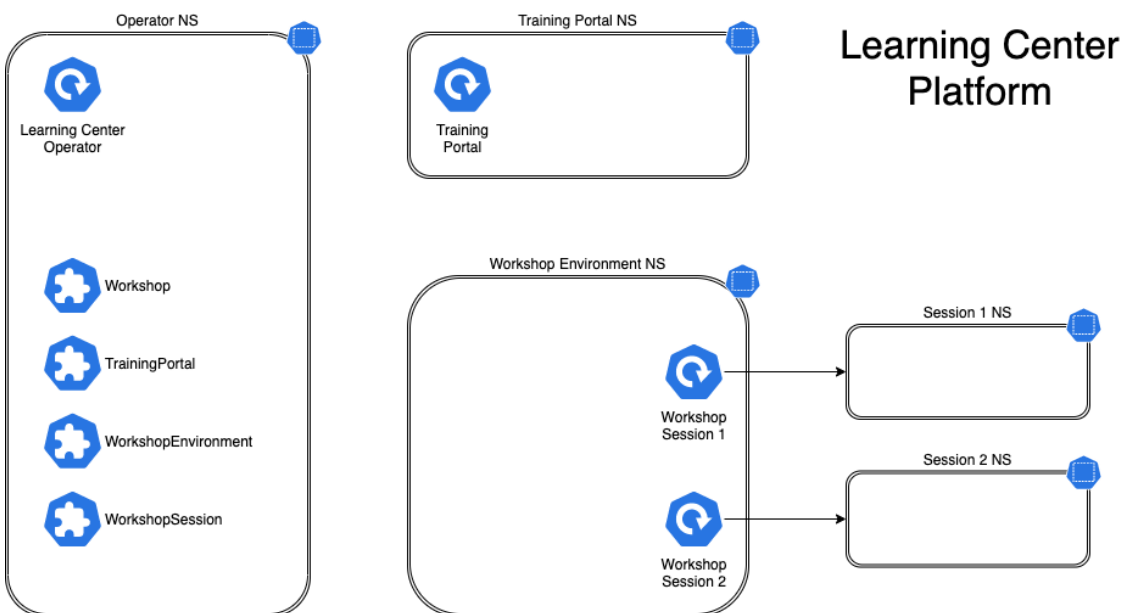 Operator NS
Training Portal NS
Learning Center
Platform
Learning Center
Operator
Training
Portal
Workshop
TrainingPortal
WorkshopEnvironment
WorkshopSession
Workshop Environment NS
Workshop
Session 1
Session 1 NS
Workshop
Session 2
Session 2 NS